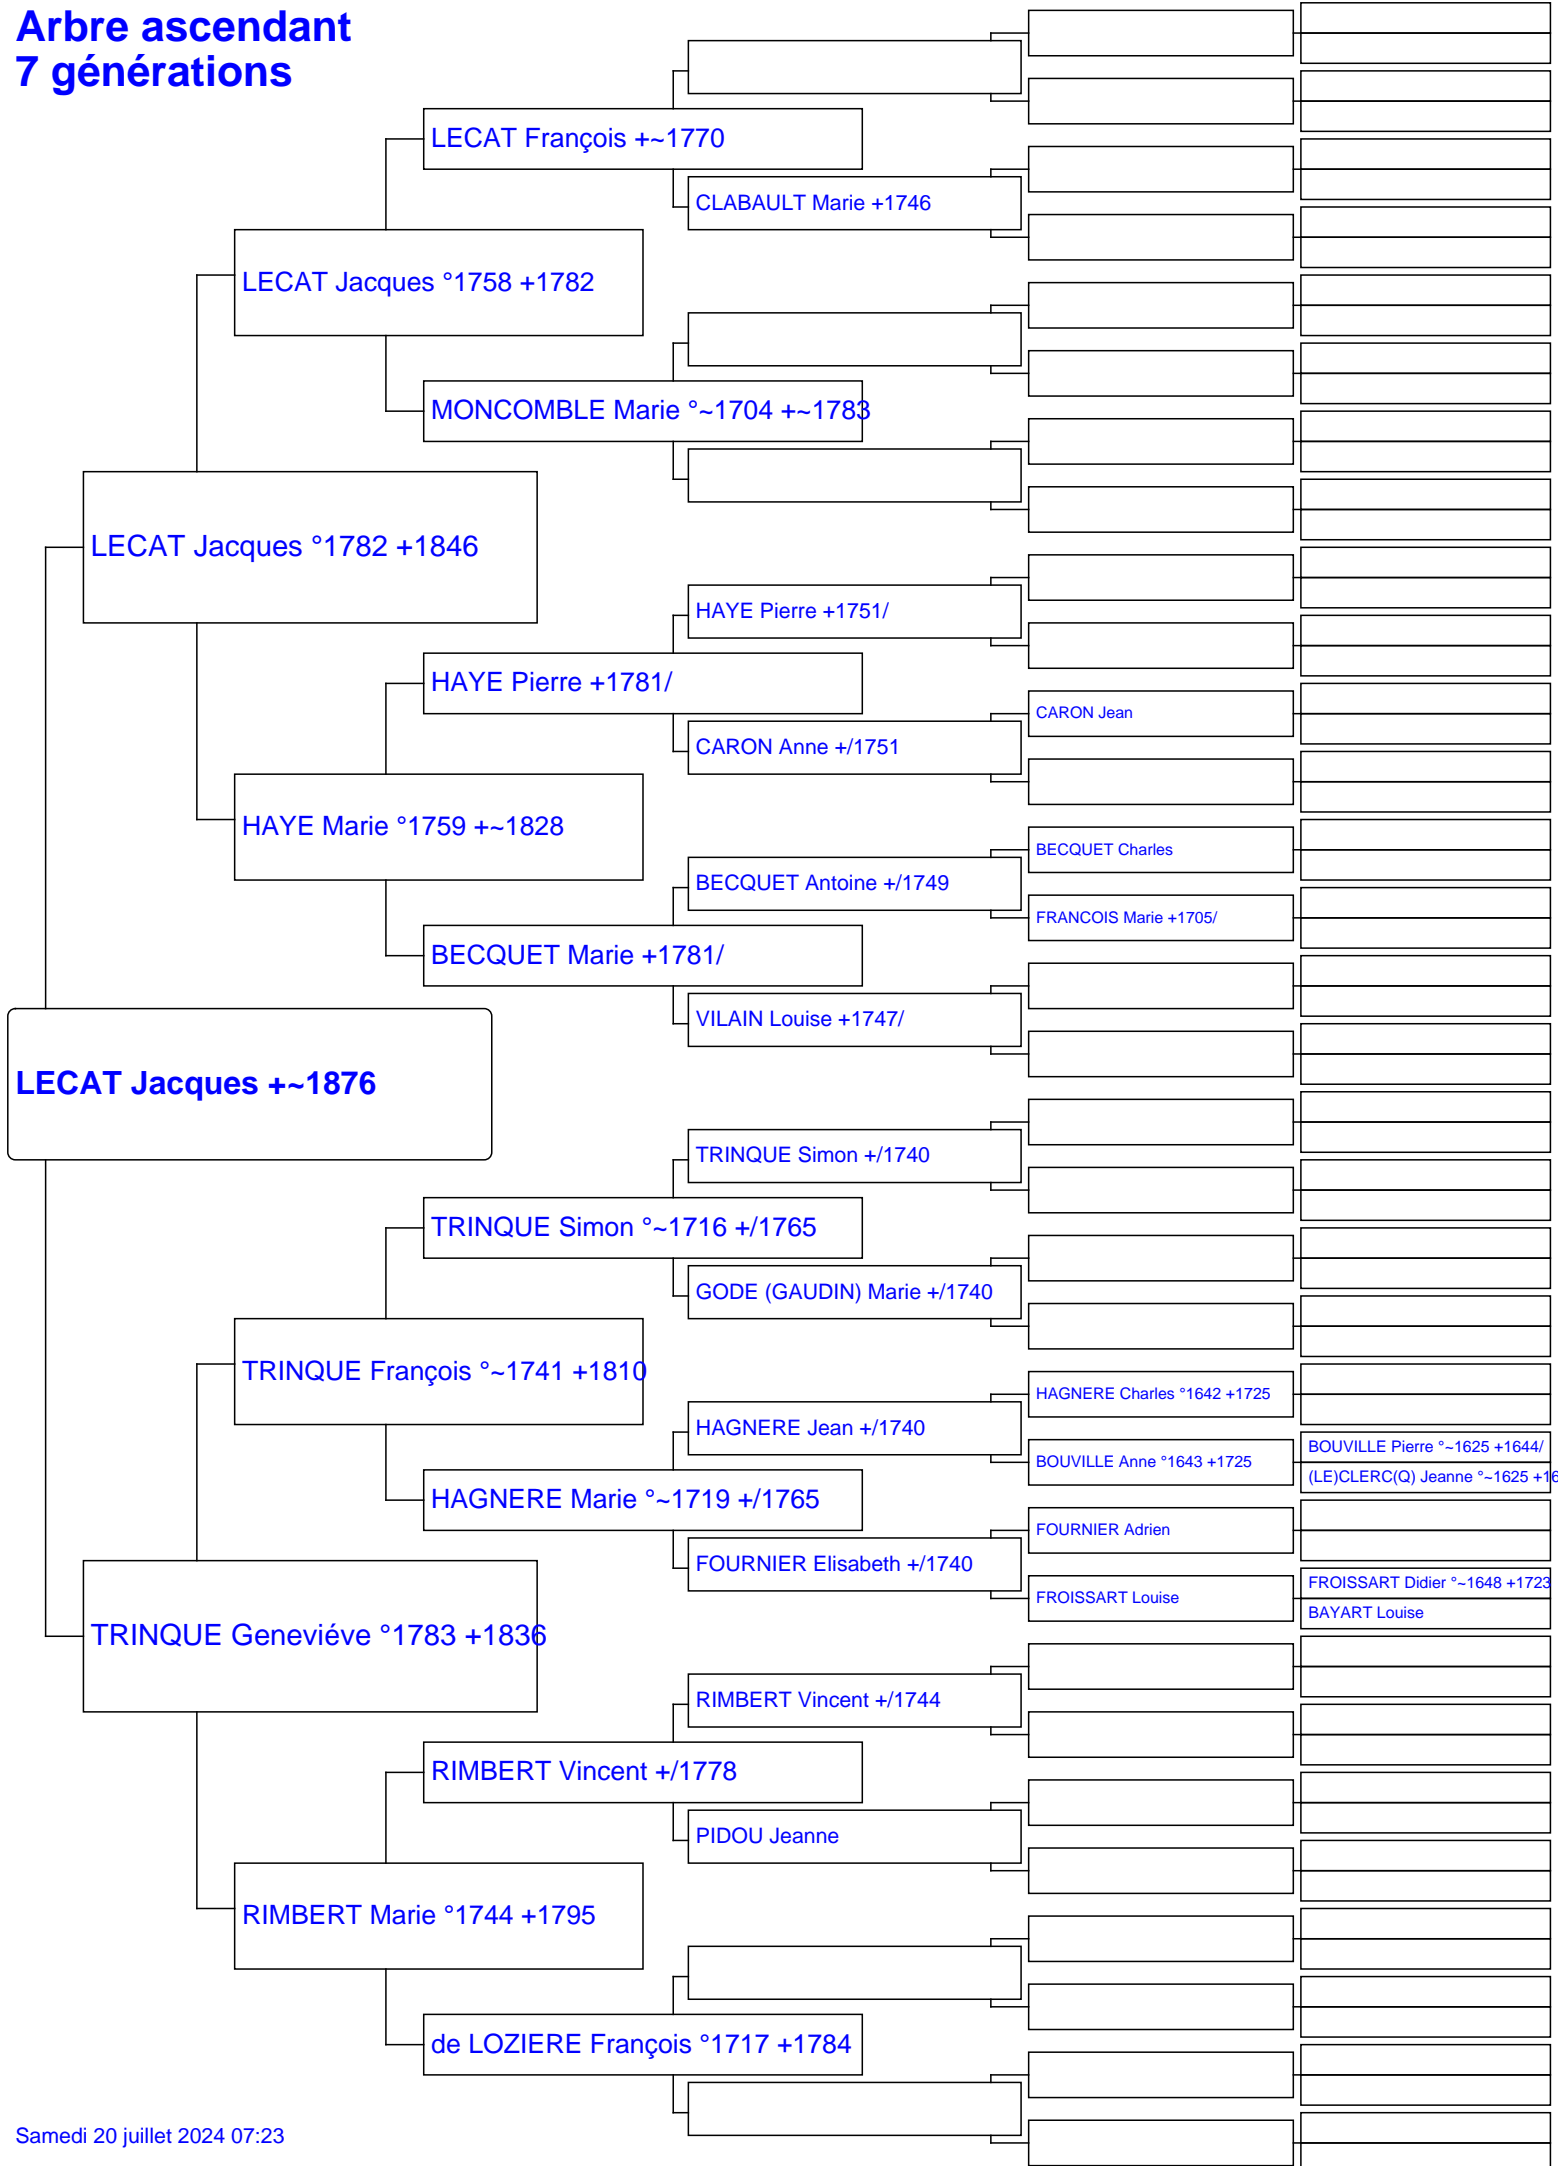 Arbre ascendant
7 générations
LECAT François +~1770
CLABAULT Marie +1746
LECAT Jacques °1758 +1782
MONCOMBLE Marie °~1704 +~1783
LECAT Jacques °1782 +1846
HAYE Pierre +1751/
HAYE Pierre +1781/
CARON Jean
CARON Anne +/1751
HAYE Marie °1759 +~1828
BECQUET Charles
BECQUET Antoine +/1749
FRANCOIS Marie +1705/
BECQUET Marie +1781/
VILAIN Louise +1747/
LECAT Jacques +~1876
TRINQUE Simon +/1740
TRINQUE Simon °~1716 +/1765
GODE (GAUDIN) Marie +/1740
TRINQUE François °~1741 +1810
HAGNERE Charles °1642 +1725
HAGNERE Jean +/1740
BOUVILLE Pierre °~1625 +1644/
BOUVILLE Anne °1643 +1725
(LE)CLERC(Q) Jeanne °~1625 +16
HAGNERE Marie °~1719 +/1765
FOURNIER Adrien
FOURNIER Elisabeth +/1740
FROISSART Didier °~1648 +1723
FROISSART Louise
BAYART Louise
TRINQUE Geneviéve °1783 +1836
RIMBERT Vincent +/1744
RIMBERT Vincent +/1778
PIDOU Jeanne
RIMBERT Marie °1744 +1795
de LOZIERE François °1717 +1784
Samedi 20 juillet 2024 07:23